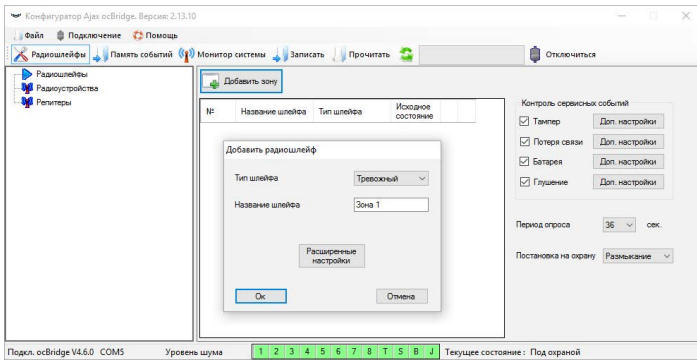 Конфигуратор Ajax ocBridge. Версия: 2.13.10
Файл Подключение Помощь
Радиошлейфы Память событий Монитор системы Записать Прочитать Отключиться
Радиошлейфы
Радиоустройства
Репитеры
Добавить зону
№ Название шлейфа Тип шлейфа Исходное состояние
Контроль сервисных событий
Тампер Доп. настройки
Потеря связи Доп. настройки
Батарея Доп. настройки
Глушение Доп. настройки
Период опроса 36 сек.
Постановка на охрану Размыкание
Добавить радиошлейф
Тип шлейфа Тревожный
Название шлейфа Зона 1
Расширенные
настройки
Ок Отмена
Подкл. ocBridge V4.6.0 COM5 Уровень шума 1 2 3 4 5 6 7 8 T S B J Текущее состояние : Под охраной